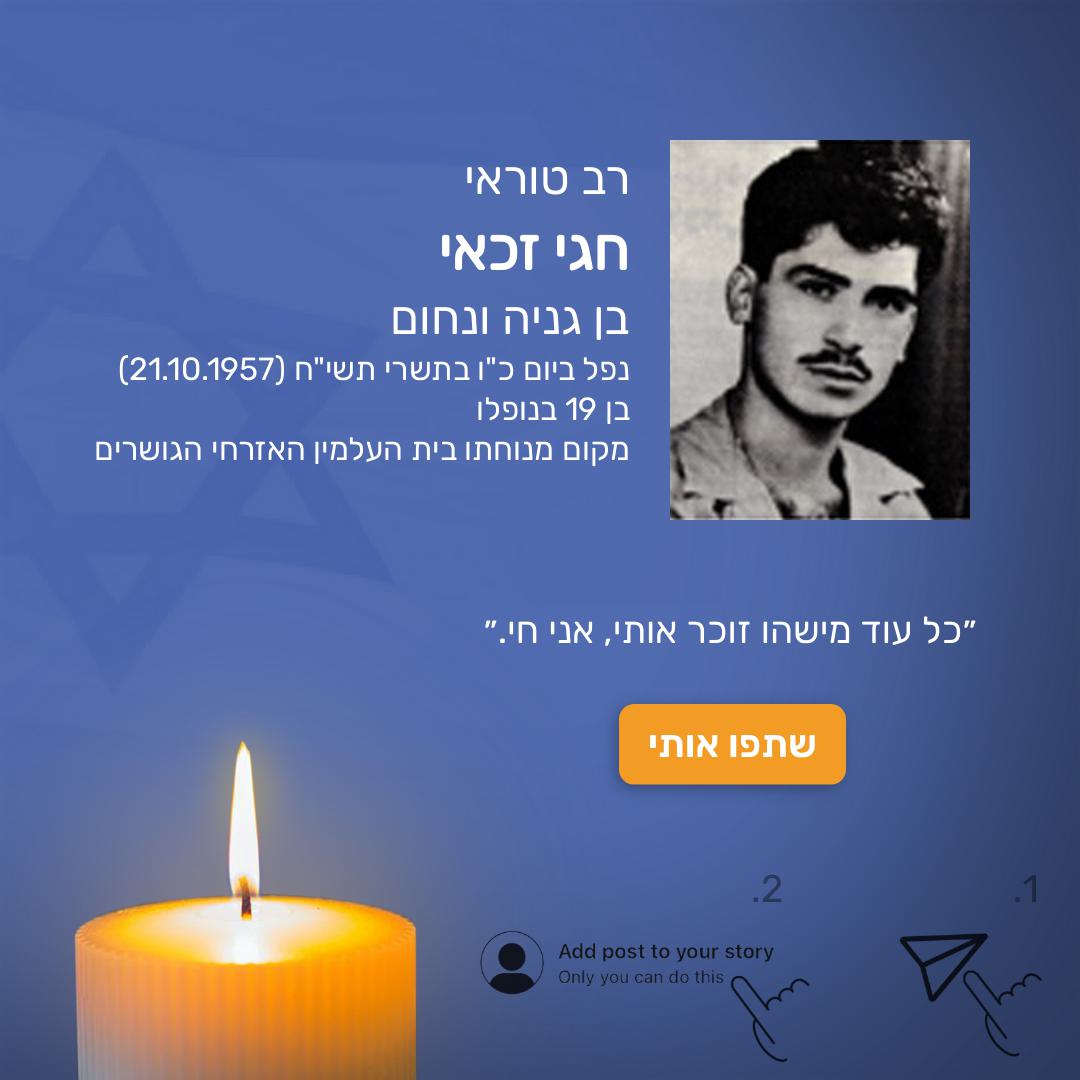 רב טוראי
חגי זכאי
בן גניה ונחום
נפל ביום כ"ו בתשרי תשי"ח (21.10.1957)
בן 19 בנופלו
מקום מנוחתו בית העלמין האזרחי הגושרים
״כל עוד מישהו זוכר אותי, אני חי.״
שתפו אותי
.1
.2
Add post to your story
Only you can do this